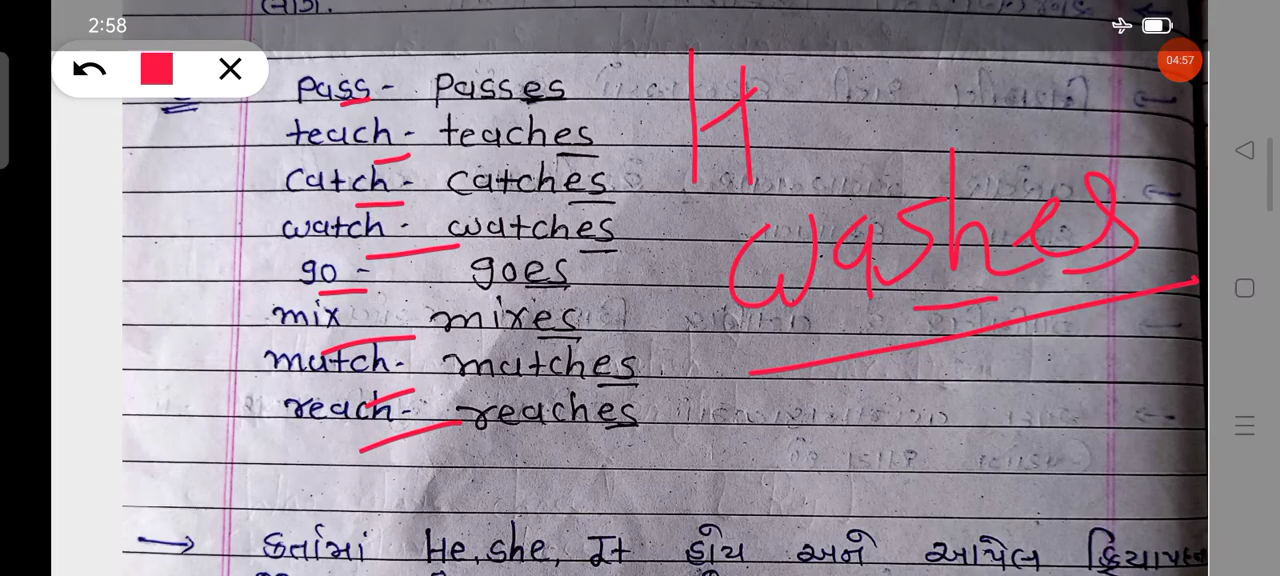 2:58
04:57
Pass - Passes
teach - teaches
catch - catches
watch - watches
go - goes
mix mixes
match - matches
reach - reaches
H
washes
→ કર્તામાં He, she, It હોય અને આપેલ ક્રિયાપદ